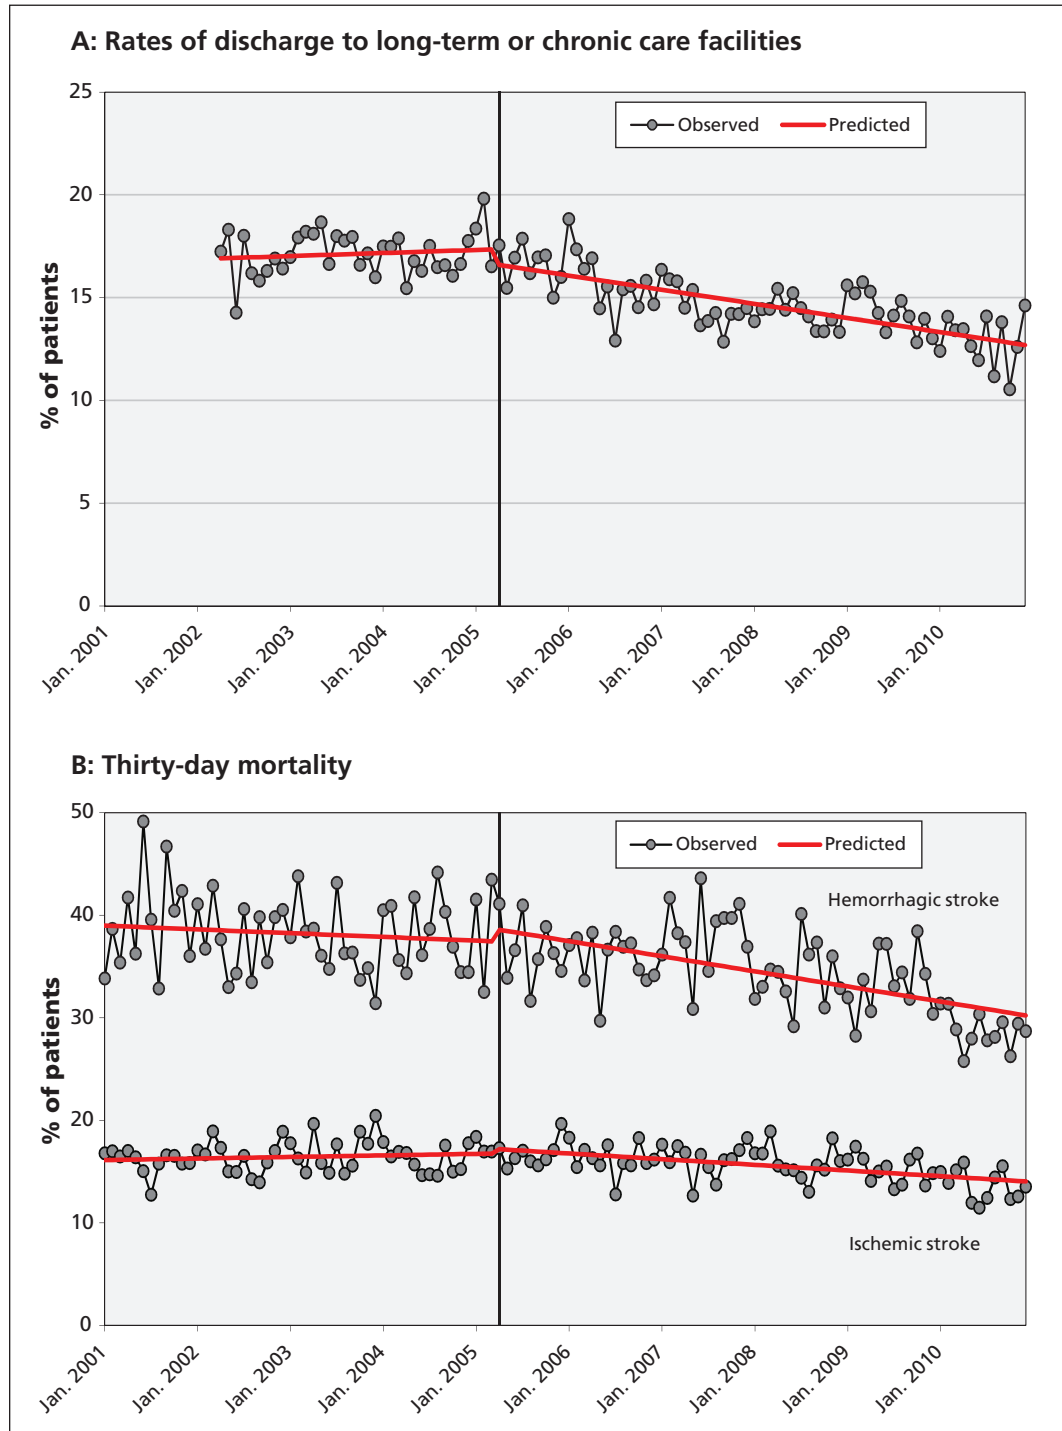 A: Rates of discharge to long-term or chronic care facilities
25
20
15
10
5
0
% of patients
Observed
Predicted
Jan. 2001
Jan. 2002
Jan. 2003
Jan. 2004
Jan. 2005
Jan. 2006
Jan. 2007
Jan. 2008
Jan. 2009
Jan. 2010
B: Thirty-day mortality
50
40
30
20
10
0
% of patients
Observed
Predicted
Hemorrhagic stroke
Ischemic stroke
Jan. 2001
Jan. 2002
Jan. 2003
Jan. 2004
Jan. 2005
Jan. 2006
Jan. 2007
Jan. 2008
Jan. 2009
Jan. 2010